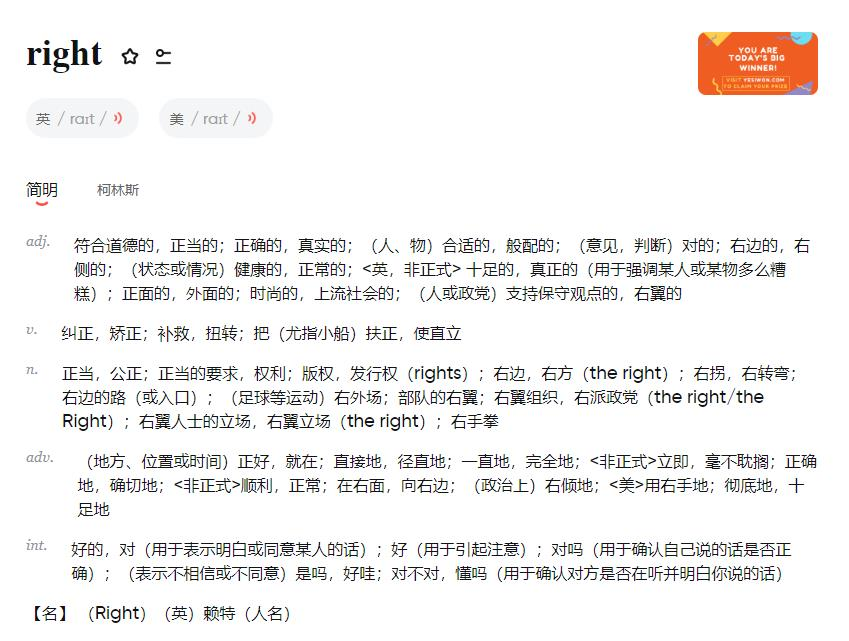 right
YOU ARE
TODAY'S BIG
WINNER!
VISIT YESIWON.COM
TO CLAIM YOUR PRIZE
英 / raɪt /
美 / raɪt /
简明
柯林斯
adj. 符合道德的，正当的；正确的，真实的；（人、物）合适的，般配的；（意见，判断）对的；右边的，右
侧的；（状态或情况）健康的，正常的；<英，非正式> 十足的，真正的（用于强调某人或某物多么糟
糕）；正面的，外面的；时尚的，上流社会的；（人或政党）支持保守观点的，右翼的
v. 纠正，矫正；补救，扭转；把（尤指小船）扶正，使直立
n. 正当，公正；正当的要求，权利；版权，发行权（rights）；右边，右方（the right）；右拐，右转弯；
右边的路（或入口）；（足球等运动）右外场；部队的右翼；右翼组织，右派政党（the right/the
Right）；右翼人士的立场，右翼立场（the right）；右手拳
adv. （地方、位置或时间）正好，就在；直接地，径直地；一直地，完全地；<非正式>立即，毫不耽搁；正确
地，确切地；<非正式>顺利，正常；在右面，向右边；（政治上）右倾地；<美>用右手地；彻底地，十
足地
int. 好的，对（用于表示明白或同意某人的话）；好（用于引起注意）；对吗（用于确认自己说的话是否正
确）；（表示不相信或不同意）是吗，好哇；对不对，懂吗（用于确认对方是否在听并明白你说的话）
【名】（Right）（英）赖特（人名）